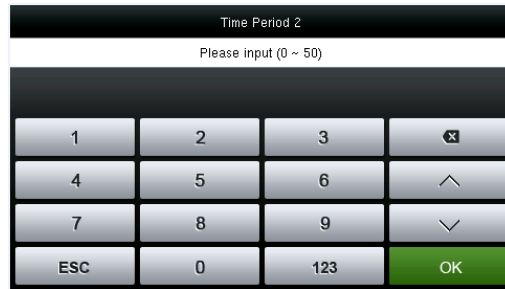 Time Period 2
Please input (0 ~ 50)
1 2 3
4 5 6
7 8 9
ESC 0 123 OK